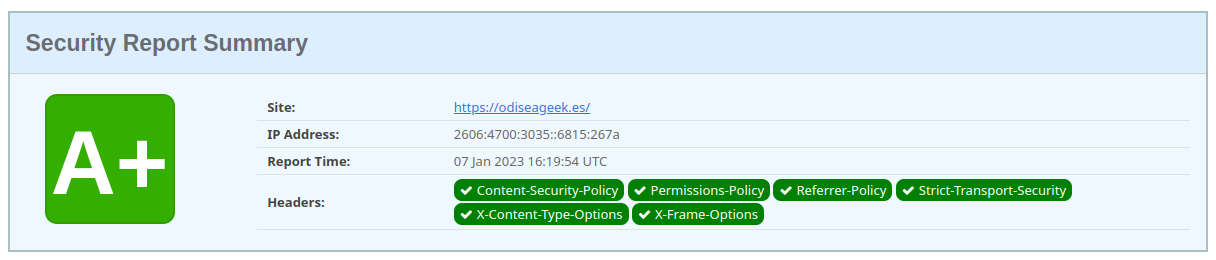 Security Report Summary
A+
Site: https://odiseageek.es/
IP Address: 2606:4700:3035::6815:267a
Report Time: 07 Jan 2023 16:19:54 UTC
Headers: Content-Security-Policy Permissions-Policy Referrer-Policy Strict-Transport-Security
X-Content-Type-Options X-Frame-Options